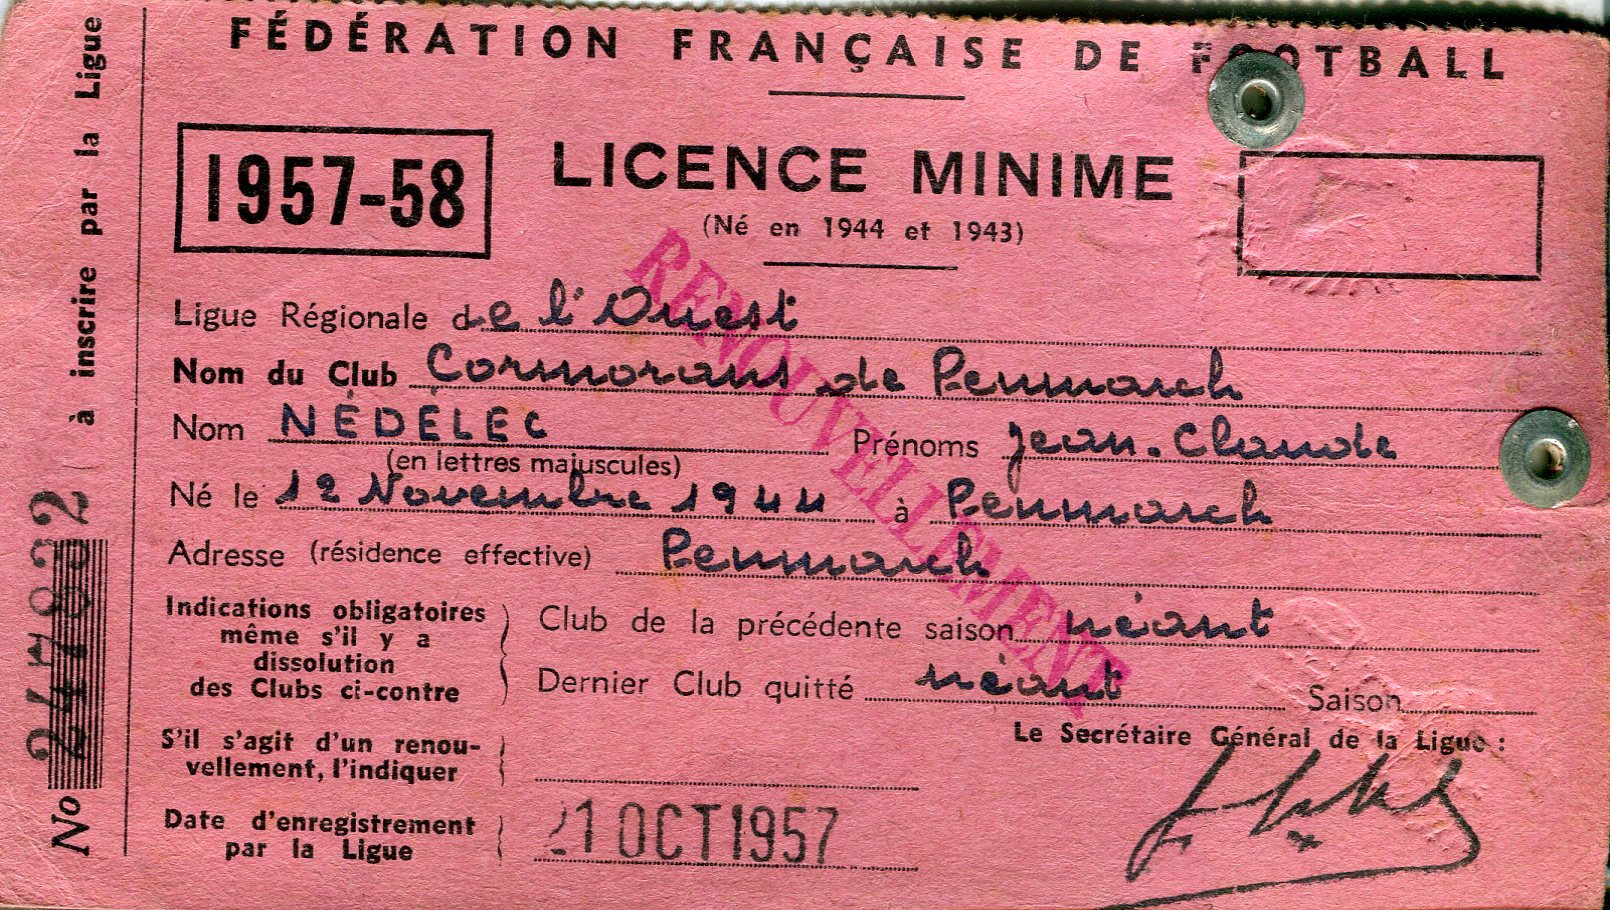 FÉDÉRATION FRANÇAISE DE FOOTBALL
1957-58
LICENCE MINIME
(Né en 1944 et 1943)
Ligue Régionale de l'Ouest
Nom du Club Cormorans de Penmarch
Nom NÉDÉLEC Prénoms Jean-Claude
(en lettres majuscules)
Né le 12 Novembre 1944 à Penmarch
Adresse (résidence effective) Penmarch
Indications obligatoires
même s'il y a
dissolution
des Clubs ci-contre
Club de la précédente saison néant
Dernier Club quitté néant Saison
Le Secrétaire Général de la Ligue :
S'il s'agit d'un renou-
vellement, l'indiquer
Date d'enregistrement
par la Ligue
21 OCT 1957
RENOUVELLEMENT
No
à inscrire par la Ligue